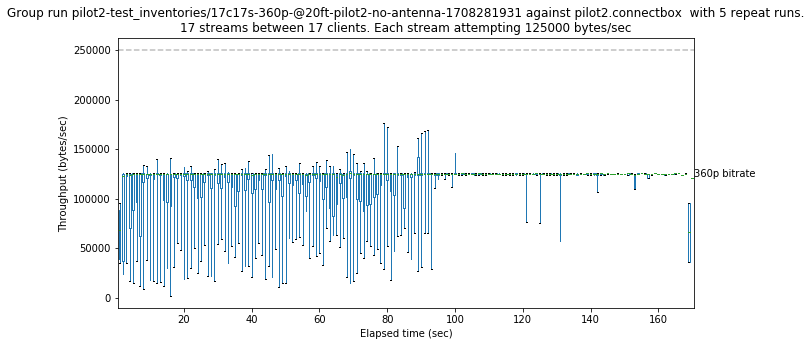 Group run pilot2-test_inventories/17c17s-360p-@20ft-pilot2-no-antenna-1708281931 against pilot2.connectbox  with 5 repeat runs.
17 streams between 17 clients. Each stream attempting 125000 bytes/sec
250000
200000
150000
100000
50000
0
Throughput (bytes/sec)
360p bitrate
20
40
60
80
100
120
140
160
Elapsed time (sec)